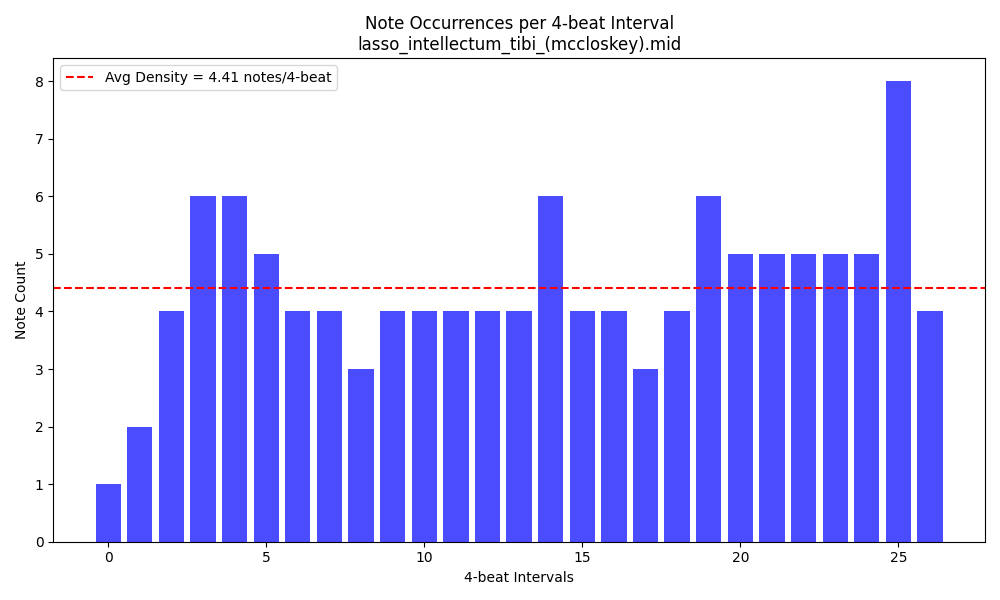 Note Occurrences per 4-beat Interval
lasso_intellectum_tibi_(mccloskey).mid
Avg Density = 4.41 notes/4-beat
Note Count
8
7
6
5
4
3
2
1
0
0 5 10 15 20 25
4-beat Intervals